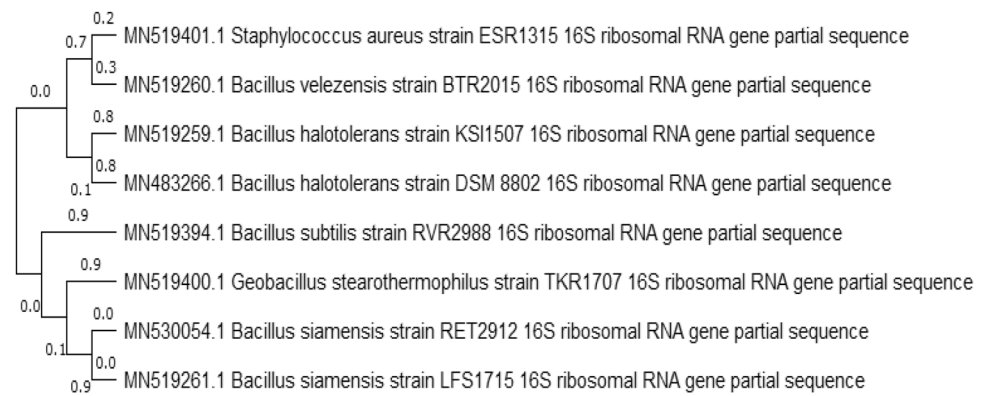 0.2
MN519401.1 Staphylococcus aureus strain ESR1315 16S ribosomal RNA gene partial sequence
0.7
0.3
MN519260.1 Bacillus velezensis strain BTR2015 16S ribosomal RNA gene partial sequence
0.0
0.8
MN519259.1 Bacillus halotolerans strain KSI1507 16S ribosomal RNA gene partial sequence
0.8
0.1
MN483266.1 Bacillus halotolerans strain DSM 8802 16S ribosomal RNA gene partial sequence
0.9
MN519394.1 Bacillus subtilis strain RVR2988 16S ribosomal RNA gene partial sequence
0.9
MN519400.1 Geobacillus stearothermophilus strain TKR1707 16S ribosomal RNA gene partial sequence
0.0
0.0
MN530054.1 Bacillus siamensis strain RET2912 16S ribosomal RNA gene partial sequence
0.1
0.0
0.9
MN519261.1 Bacillus siamensis strain LFS1715 16S ribosomal RNA gene partial sequence